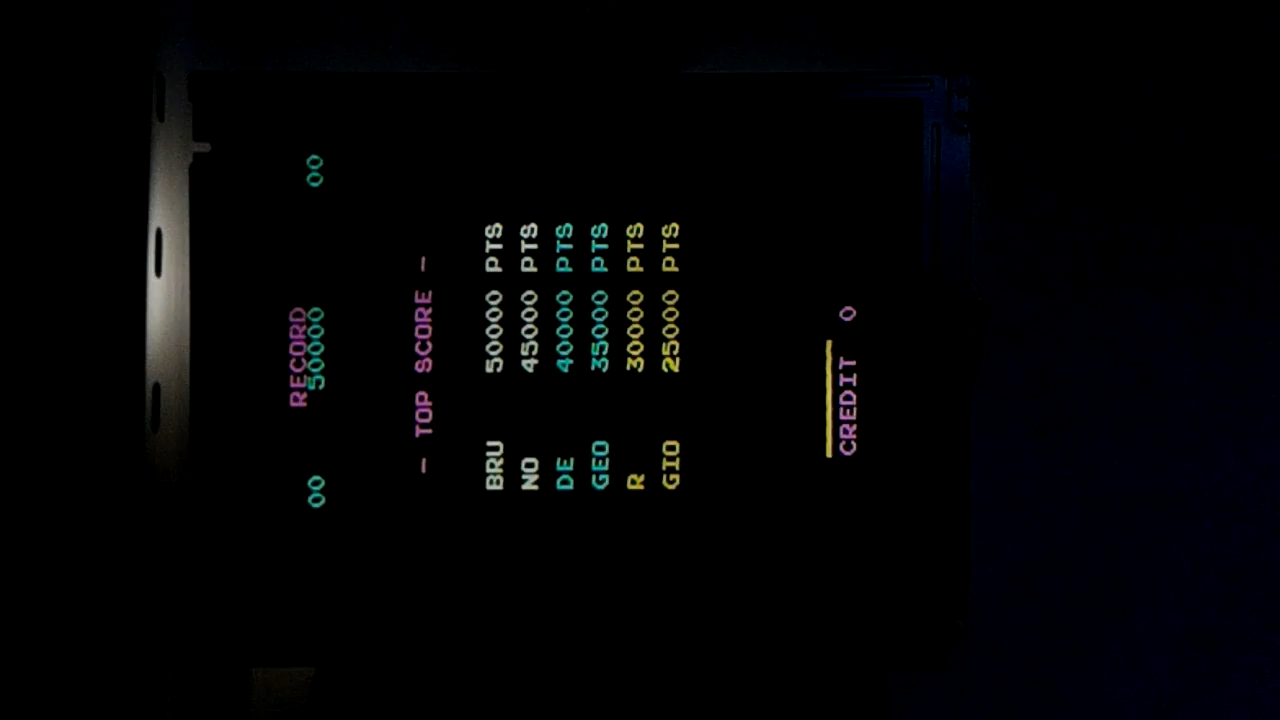 RECORD
00 50000 00
- TOP SCORE -
BRU 50000 PTS
NO 45000 PTS
DE 40000 PTS
GEO 35000 PTS
R 30000 PTS
GIO 25000 PTS
CREDIT 0